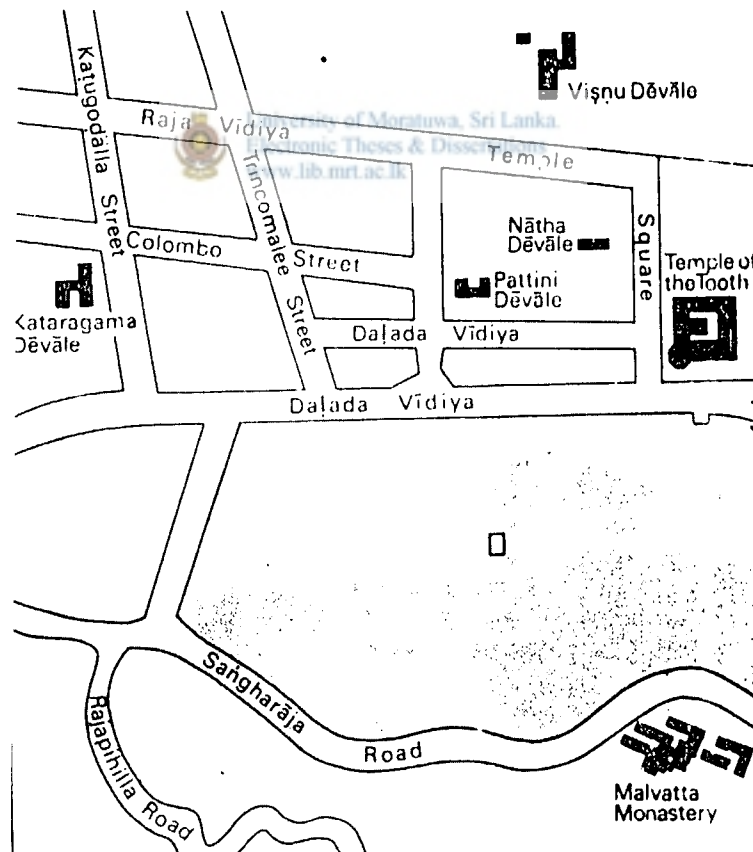 Katugodälla Street
Viṣṇu Dēvāle
Raja Vidiya
University of Moratuwa, Sri Lanka.
Electronic Theses & Dissertations
www.lib.mrt.ac.lk
Temple Square
Trincomalee Street
Colombo Street
Nātha
Dēvāle
Pattini
Dēvāle
Temple of
the Tooth
Kataragama
Dēvāle
Daḷada Vīdiya
Daḷada Vīdiya
Saṅgharāja Road
Rajapihilla Road
Malvatta
Monastery